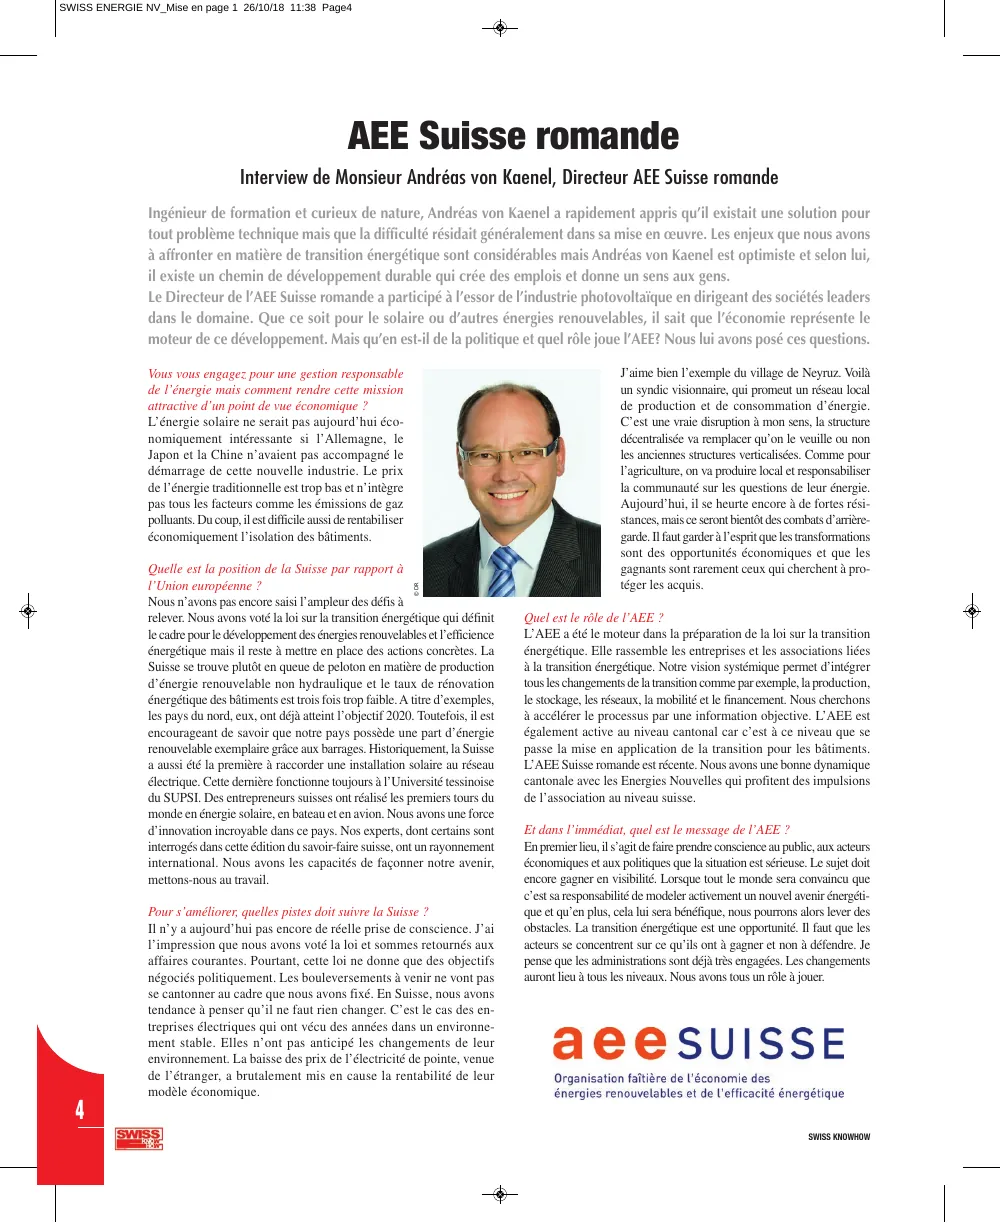 SWISS ENERGIE NV_Mise en page 1 26/10/18 11:38 Page4
AEE Suisse romande
Interview de Monsieur Andréas von Kaenel, Directeur AEE Suisse romande
Ingénieur de formation et curieux de nature, Andréas von Kaenel a rapidement appris qu'il existait une solution pour
tout problème technique mais que la difficulté résidait généralement dans sa mise en œuvre. Les enjeux que nous avons
à affronter en matière de transition énergétique sont considérables mais Andréas von Kaenel est optimiste et selon lui,
il existe un chemin de développement durable qui crée des emplois et donne un sens aux gens.
Le Directeur de l'AEE Suisse romande a participé à l'essor de l'industrie photovoltaïque en dirigeant des sociétés leaders
dans le domaine. Que ce soit pour le solaire ou d'autres énergies renouvelables, il sait que l'économie représente le
moteur de ce développement. Mais qu'en est-il de la politique et quel rôle joue l'AEE? Nous lui avons posé ces questions.
Vous vous engagez pour une gestion responsable
de l'énergie mais comment rendre cette mission
attractive d'un point de vue économique ?
L'énergie solaire ne serait pas aujourd'hui éco-
nomiquement intéressante si l'Allemagne, le
Japon et la Chine n'avaient pas accompagné le
démarrage de cette nouvelle industrie. Le prix
de l'énergie traditionnelle est trop bas et n'intègre
pas tous les facteurs comme les émissions de gaz
polluants. Du coup, il est difficile aussi de rentabiliser
économiquement l'isolation des bâtiments.
Quelle est la position de la Suisse par rapport à
l'Union européenne ?
Nous n'avons pas encore saisi l'ampleur des défis à
relever. Nous avons voté la loi sur la transition énergétique qui définit
le cadre pour le développement des énergies renouvelables et l'efficience
énergétique mais il reste à mettre en place des actions concrètes. La
Suisse se trouve plutôt en queue de peloton en matière de production
d'énergie renouvelable non hydraulique et le taux de rénovation
énergétique des bâtiments est trois fois trop faible. A titre d'exemples,
les pays du nord, eux, ont déjà atteint l'objectif 2020. Toutefois, il est
encourageant de savoir que notre pays possède une part d'énergie
renouvelable exemplaire grâce aux barrages. Historiquement, la Suisse
a aussi été la première à raccorder une installation solaire au réseau
électrique. Cette dernière fonctionne toujours à l'Université tessinoise
du SUPSI. Des entrepreneurs suisses ont réalisé les premiers tours du
monde en énergie solaire, en bateau et en avion. Nous avons une force
d'innovation incroyable dans ce pays. Nos experts, dont certains sont
interrogés dans cette édition du savoir-faire suisse, ont un rayonnement
international. Nous avons les capacités de façonner notre avenir,
mettons-nous au travail.
Pour s'améliorer, quelles pistes doit suivre la Suisse ?
Il n'y a aujourd'hui pas encore de réelle prise de conscience. J'ai
l'impression que nous avons voté la loi et sommes retournés aux
affaires courantes. Pourtant, cette loi ne donne que des objectifs
négociés politiquement. Les bouleversements à venir ne vont pas
se cantonner au cadre que nous avons fixé. En Suisse, nous avons
tendance à penser qu'il ne faut rien changer. C'est le cas des en-
treprises électriques qui ont vécu des années dans un environne-
ment stable. Elles n'ont pas anticipé les changements de leur
environnement. La baisse des prix de l'électricité de pointe, venue
de l'étranger, a brutalement mis en cause la rentabilité de leur
modèle économique.
© DR
J'aime bien l'exemple du village de Neyruz. Voilà
un syndic visionnaire, qui promeut un réseau local
de production et de consommation d'énergie.
C'est une vraie disruption à mon sens, la structure
décentralisée va remplacer qu'on le veuille ou non
les anciennes structures verticalisées. Comme pour
l'agriculture, on va produire local et responsabiliser
la communauté sur les questions de leur énergie.
Aujourd'hui, il se heurte encore à de fortes rési-
stances, mais ce seront bientôt des combats d'arrière-
garde. Il faut garder à l'esprit que les transformations
sont des opportunités économiques et que les
gagnants sont rarement ceux qui cherchent à pro-
téger les acquis.
Quel est le rôle de l'AEE ?
L'AEE a été le moteur dans la préparation de la loi sur la transition
énergétique. Elle rassemble les entreprises et les associations liées
à la transition énergétique. Notre vision systémique permet d'intégrer
tous les changements de la transition comme par exemple, la production,
le stockage, les réseaux, la mobilité et le financement. Nous cherchons
à accélérer le processus par une information objective. L'AEE est
également active au niveau cantonal car c'est à ce niveau que se
passe la mise en application de la transition pour les bâtiments.
L'AEE Suisse romande est récente. Nous avons une bonne dynamique
cantonale avec les Energies Nouvelles qui profitent des impulsions
de l'association au niveau suisse.
Et dans l'immédiat, quel est le message de l'AEE ?
En premier lieu, il s'agit de faire prendre conscience au public, aux acteurs
économiques et aux politiques que la situation est sérieuse. Le sujet doit
encore gagner en visibilité. Lorsque tout le monde sera convaincu que
c'est sa responsabilité de modeler activement un nouvel avenir énergéti-
que et qu'en plus, cela lui sera bénéfique, nous pourrons alors lever des
obstacles. La transition énergétique est une opportunité. Il faut que les
acteurs se concentrent sur ce qu'ils ont à gagner et non à défendre. Je
pense que les administrations sont déjà très engagées. Les changements
auront lieu à tous les niveaux. Nous avons tous un rôle à jouer.
aee SUISSE
Organisation faîtière de l'économie des
énergies renouvelables et de l'efficacité énergétique
4
SWISS
KNOW
HOW
SWISS KNOWHOW